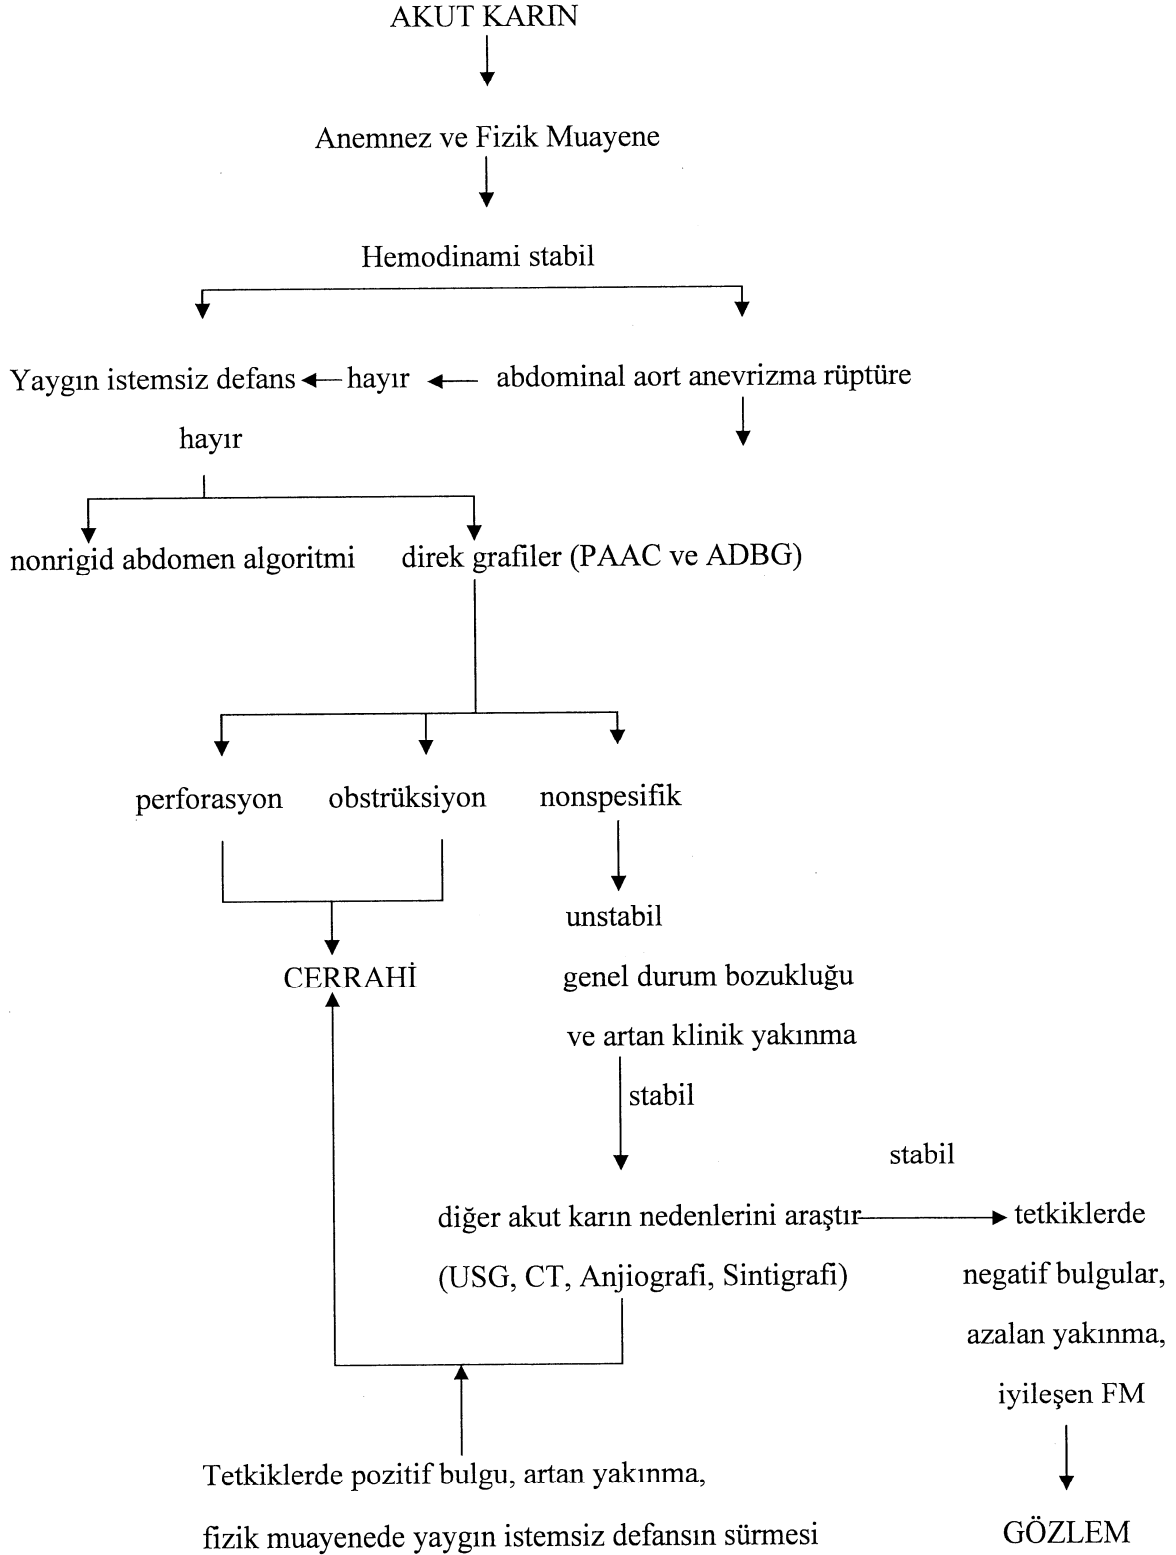 AKUT KARIN
Anemnez ve Fizik Muayene
Hemodinami stabil
Yaygın istemsiz defans hayır abdominal aort anevrizma rüptüre
hayır
nonrigid abdomen algoritmi direk grafiler (PAAC ve ADBG)
perforasyon obstrüksiyon nonspesifik
unstabil
CERRAHİ genel durum bozukluğu
ve artan klinik yakınma
stabil
stabil
diğer akut karın nedenlerini araştır tetkiklerde
(USG, CT, Anjiografi, Sintigrafi) negatif bulgular,
azalan yakınma,
iyileşen FM
Tetkiklerde pozitif bulgu, artan yakınma,
fizik muayenede yaygın istemsiz defansın sürmesi GÖZLEM